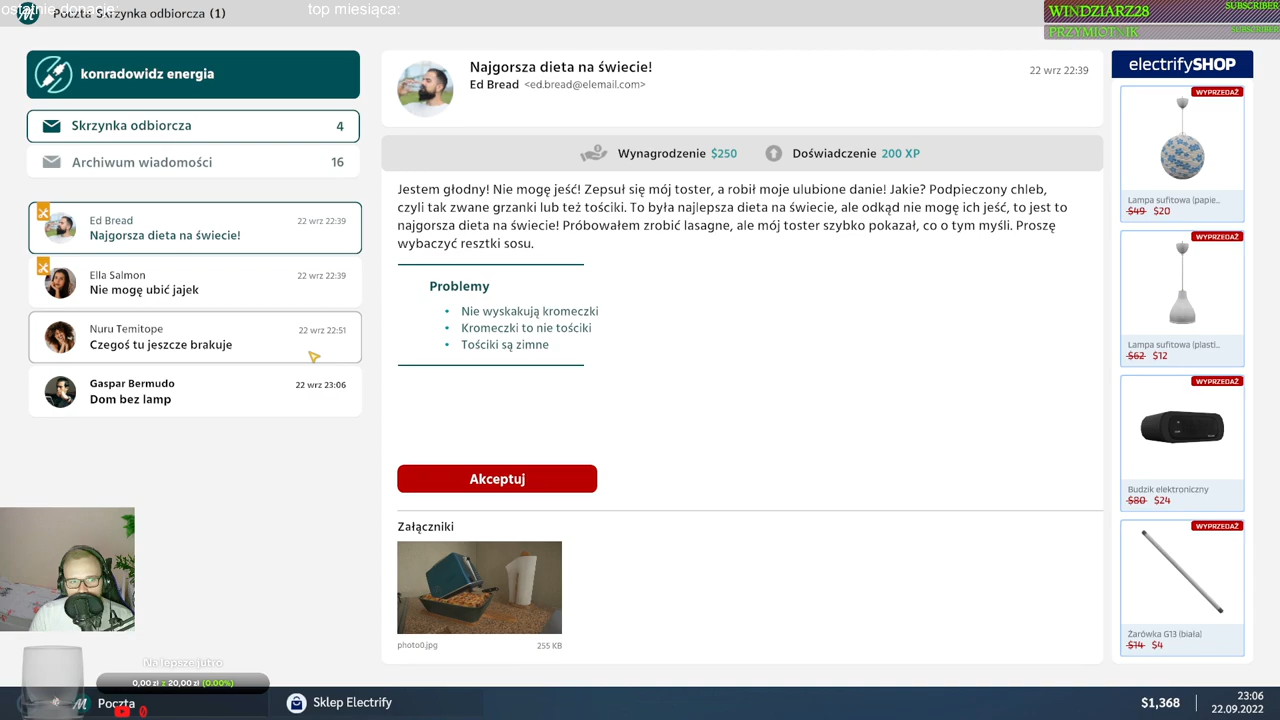 ostatnie donacje:
top miesiąca:
Poczta Skrzynka odbiorcza (1)
WINDZIARZ28
SUBSCRIBER
PRZYMIOTNIK
SUBSCRIBER
konradowidz energia
Skrzynka odbiorcza 4
Archiwum wiadomości 16
Ed Bread 22 wrz 22:39
Najgorsza dieta na świecie!
Ella Salmon 22 wrz 22:39
Nie mogę ubić jajek
Nuru Temitope 22 wrz 22:51
Czegoś tu jeszcze brakuje
Gaspar Bermudo 22 wrz 23:06
Dom bez lamp
Najgorsza dieta na świecie!
22 wrz 22:39
Ed Bread <ed.bread@elemail.com>
Wynagrodzenie $250 Doświadczenie 200 XP
Jestem głodny! Nie mogę jeść! Zepsuł się mój toster, a robił moje ulubione danie! Jakie? Podpieczony chleb,
czyli tak zwane grzanki lub też tościki. To była najlepsza dieta na świecie, ale odkąd nie mogę ich jeść, to jest to
najgorsza dieta na świecie! Próbowałem zrobić lasagne, ale mój toster szybko pokazał, co o tym myśli. Proszę
wybaczyć resztki sosu.
Problemy
• Nie wyskakują kromeczki
• Kromeczki to nie tościki
• Tościki są zimne
Akceptuj
Załączniki
photo0.jpg 255 KB
electrifySHOP
WYPRZEDAŻ
Lampa sufitowa (papie...
$49 $20
WYPRZEDAŻ
Lampa sufitowa (plasti...
$62 $12
WYPRZEDAŻ
Budzik elektroniczny
$80 $24
WYPRZEDAŻ
Żarówka G13 (biała)
$14 $4
Na lepsze jutro
0,00 zł z 20,00 zł (0.00%)
Poczta
0
Sklep Electrify
$1,368
23:06
22.09.2022